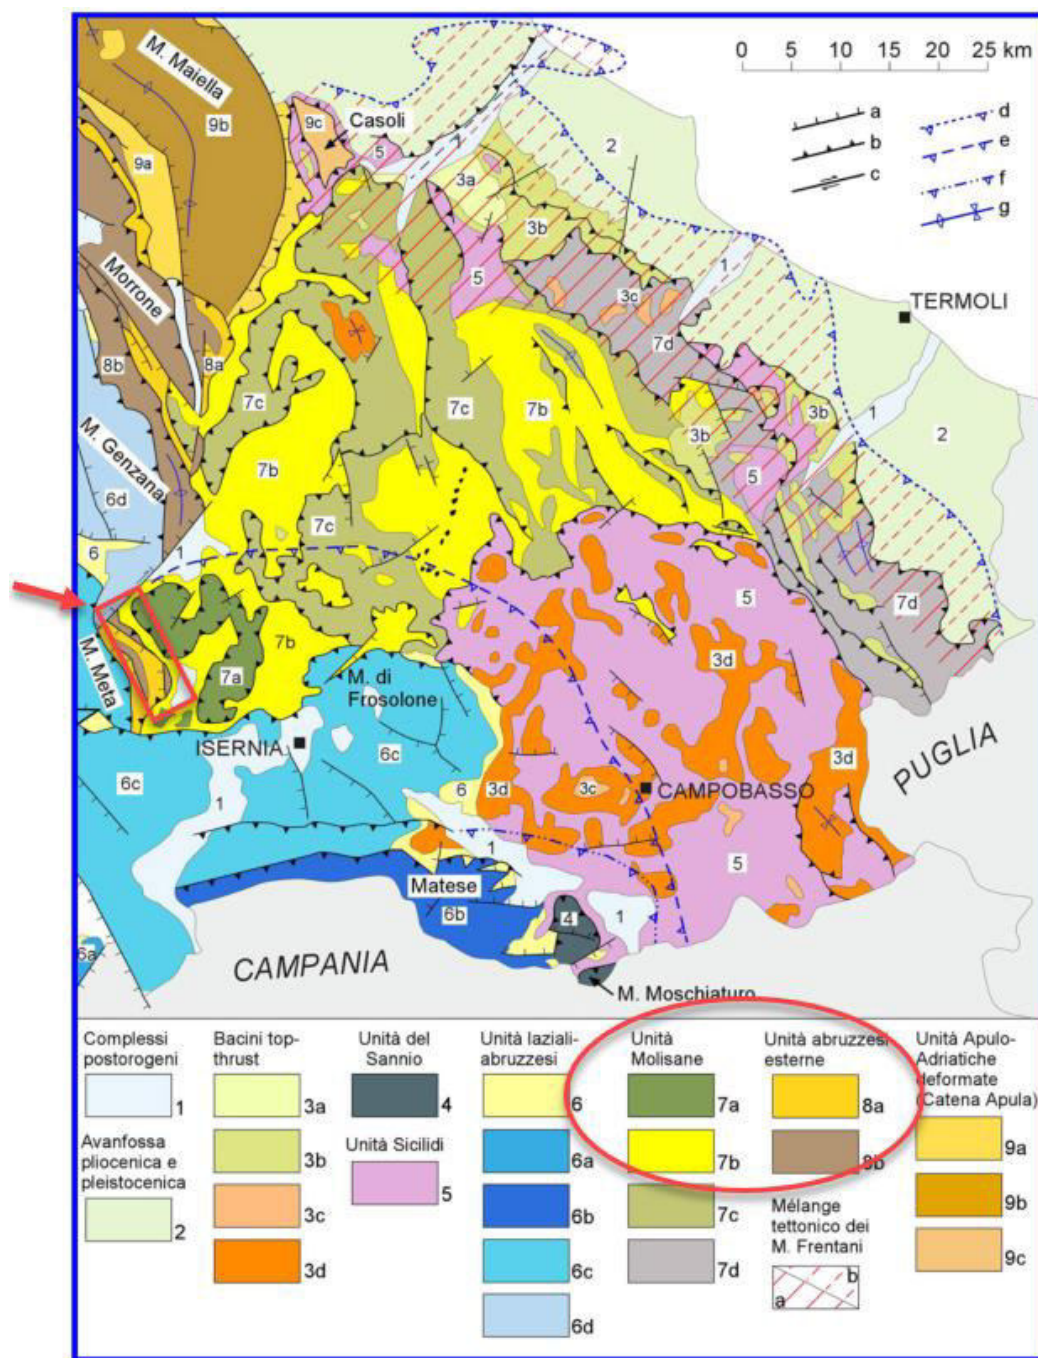 0 5 10 15 20 25 km
M. Maiella
9b
9c
Casoli
5
1
2
a
b
c
d
e
f
g
9a
3a
3b
5
1
3c
TERMOLI
Morrone
8b
8a
7d
7c
7c
7b
3b
1
2
M. Genzana
6d
7b
3b
5
7c
6
1
5
7d
7b
M. Meta
7a
M. di
Frosolone
3d
ISERNIA
6c
6c
PUGLIA
3d
6
3d
3c
CAMPOBASSO
1
1
5
Matese
6b
4
1
6a
CAMPANIA
M. Moschiaturo
Complessi
postorogeni
1
Avanfossa
pliocenica e
pleistocenica
2
Bacini top-
thrust
3a
3b
3c
3d
Unità del
Sannio
4
Unità Sicilidi
5
Unità laziali-
abruzzesi
6
6a
6b
6c
6d
Unità
Molisane
7a
7b
7c
7d
Unità abruzzesi
esterne
8a
8b
Mélange
tettonico dei
M. Frentani
a
b
Unità Apulo-
Adriatiche
deformate
(Catena Apula)
9a
9b
9c